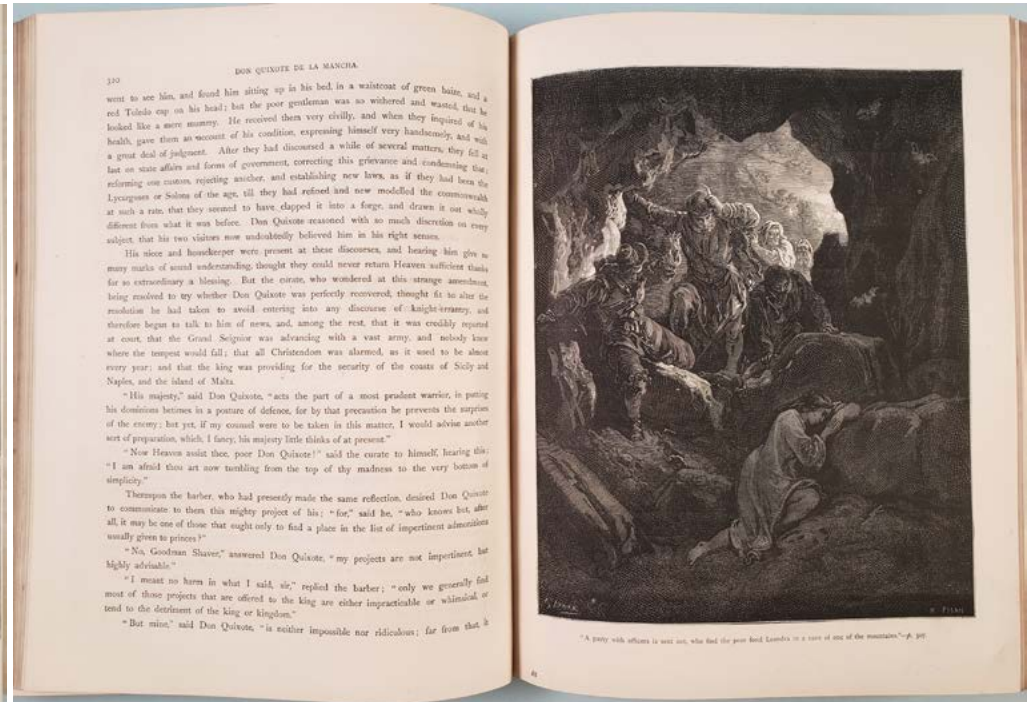 320
DON QUIXOTE DE LA MANCHA.
went to see him, and found him sitting up in his bed, in a waistcoat of green baize, and a
red Toledo cap on his head; but the poor gentleman was so withered and wasted, that he
looked like a mere mummy. He received them very civilly, and when they inquired of his
health, gave them an account of his condition, expressing himself very handsomely, and with
a great deal of judgment. After they had discoursed a while of several matters, they fell at
last on state affairs and forms of government, correcting this grievance and condemning that;
reforming one custom, rejecting another, and establishing new laws, as if they had been the
Lycurguses or Solons of the age, till they had refined and new modelled the commonwealth
at such a rate, that they seemed to have clapped it into a forge, and drawn it out wholly
different from what it was before. Don Quixote reasoned with so much discretion on every
subject, that his two visitors now undoubtedly believed him in his right senses.
His niece and housekeeper were present at these discourses, and hearing him give so
many marks of sound understanding, thought they could never return Heaven sufficient thanks
for so extraordinary a blessing. But the curate, who wondered at this strange amendment,
being resolved to try whether Don Quixote was perfectly recovered, thought fit to alter the
resolution he had taken to avoid entering into any discourse of knight-errantry, and
therefore began to talk to him of news, and, among the rest, that it was credibly reported
at court, that the Grand Seignior was advancing with a vast army, and nobody knew
where the tempest would fall; that all Christendom was alarmed, as it used to be almost
every year; and that the king was providing for the security of the coasts of Sicily and
Naples, and the island of Malta.
"His majesty," said Don Quixote, "acts the part of a most prudent warrior, in putting
his dominions betimes in a posture of defence, for by that precaution he prevents the surprises
of the enemy; but yet, if my counsel were to be taken in this matter, I would advise another
sort of preparation, which, I fancy, his majesty little thinks of at present."
"Now Heaven assist thee, poor Don Quixote!" said the curate to himself, hearing this;
"I am afraid thou art now tumbling from the top of thy madness to the very bottom of
simplicity."
Thereupon the barber, who had presently made the same reflection, desired Don Quixote
to communicate to them this mighty project of his; "for," said he, "who knows but, after
all, it may be one of those that ought only to find a place in the list of impertinent admonitions
usually given to princes?"
"No, Goodman Shaver," answered Don Quixote, "my projects are not impertinent, but
highly advisable."
"I meant no harm in what I said, sir," replied the barber; "only we generally find
most of those projects that are offered to the king are either impracticable or whimsical, or
tend to the detriment of the king or kingdom."
"But mine," said Don Quixote, "is neither impossible nor ridiculous; far from that, it
H. PISAN
"A party with officers is sent out, who find the poor fond Leandra in a cave of one of the mountains."—p.